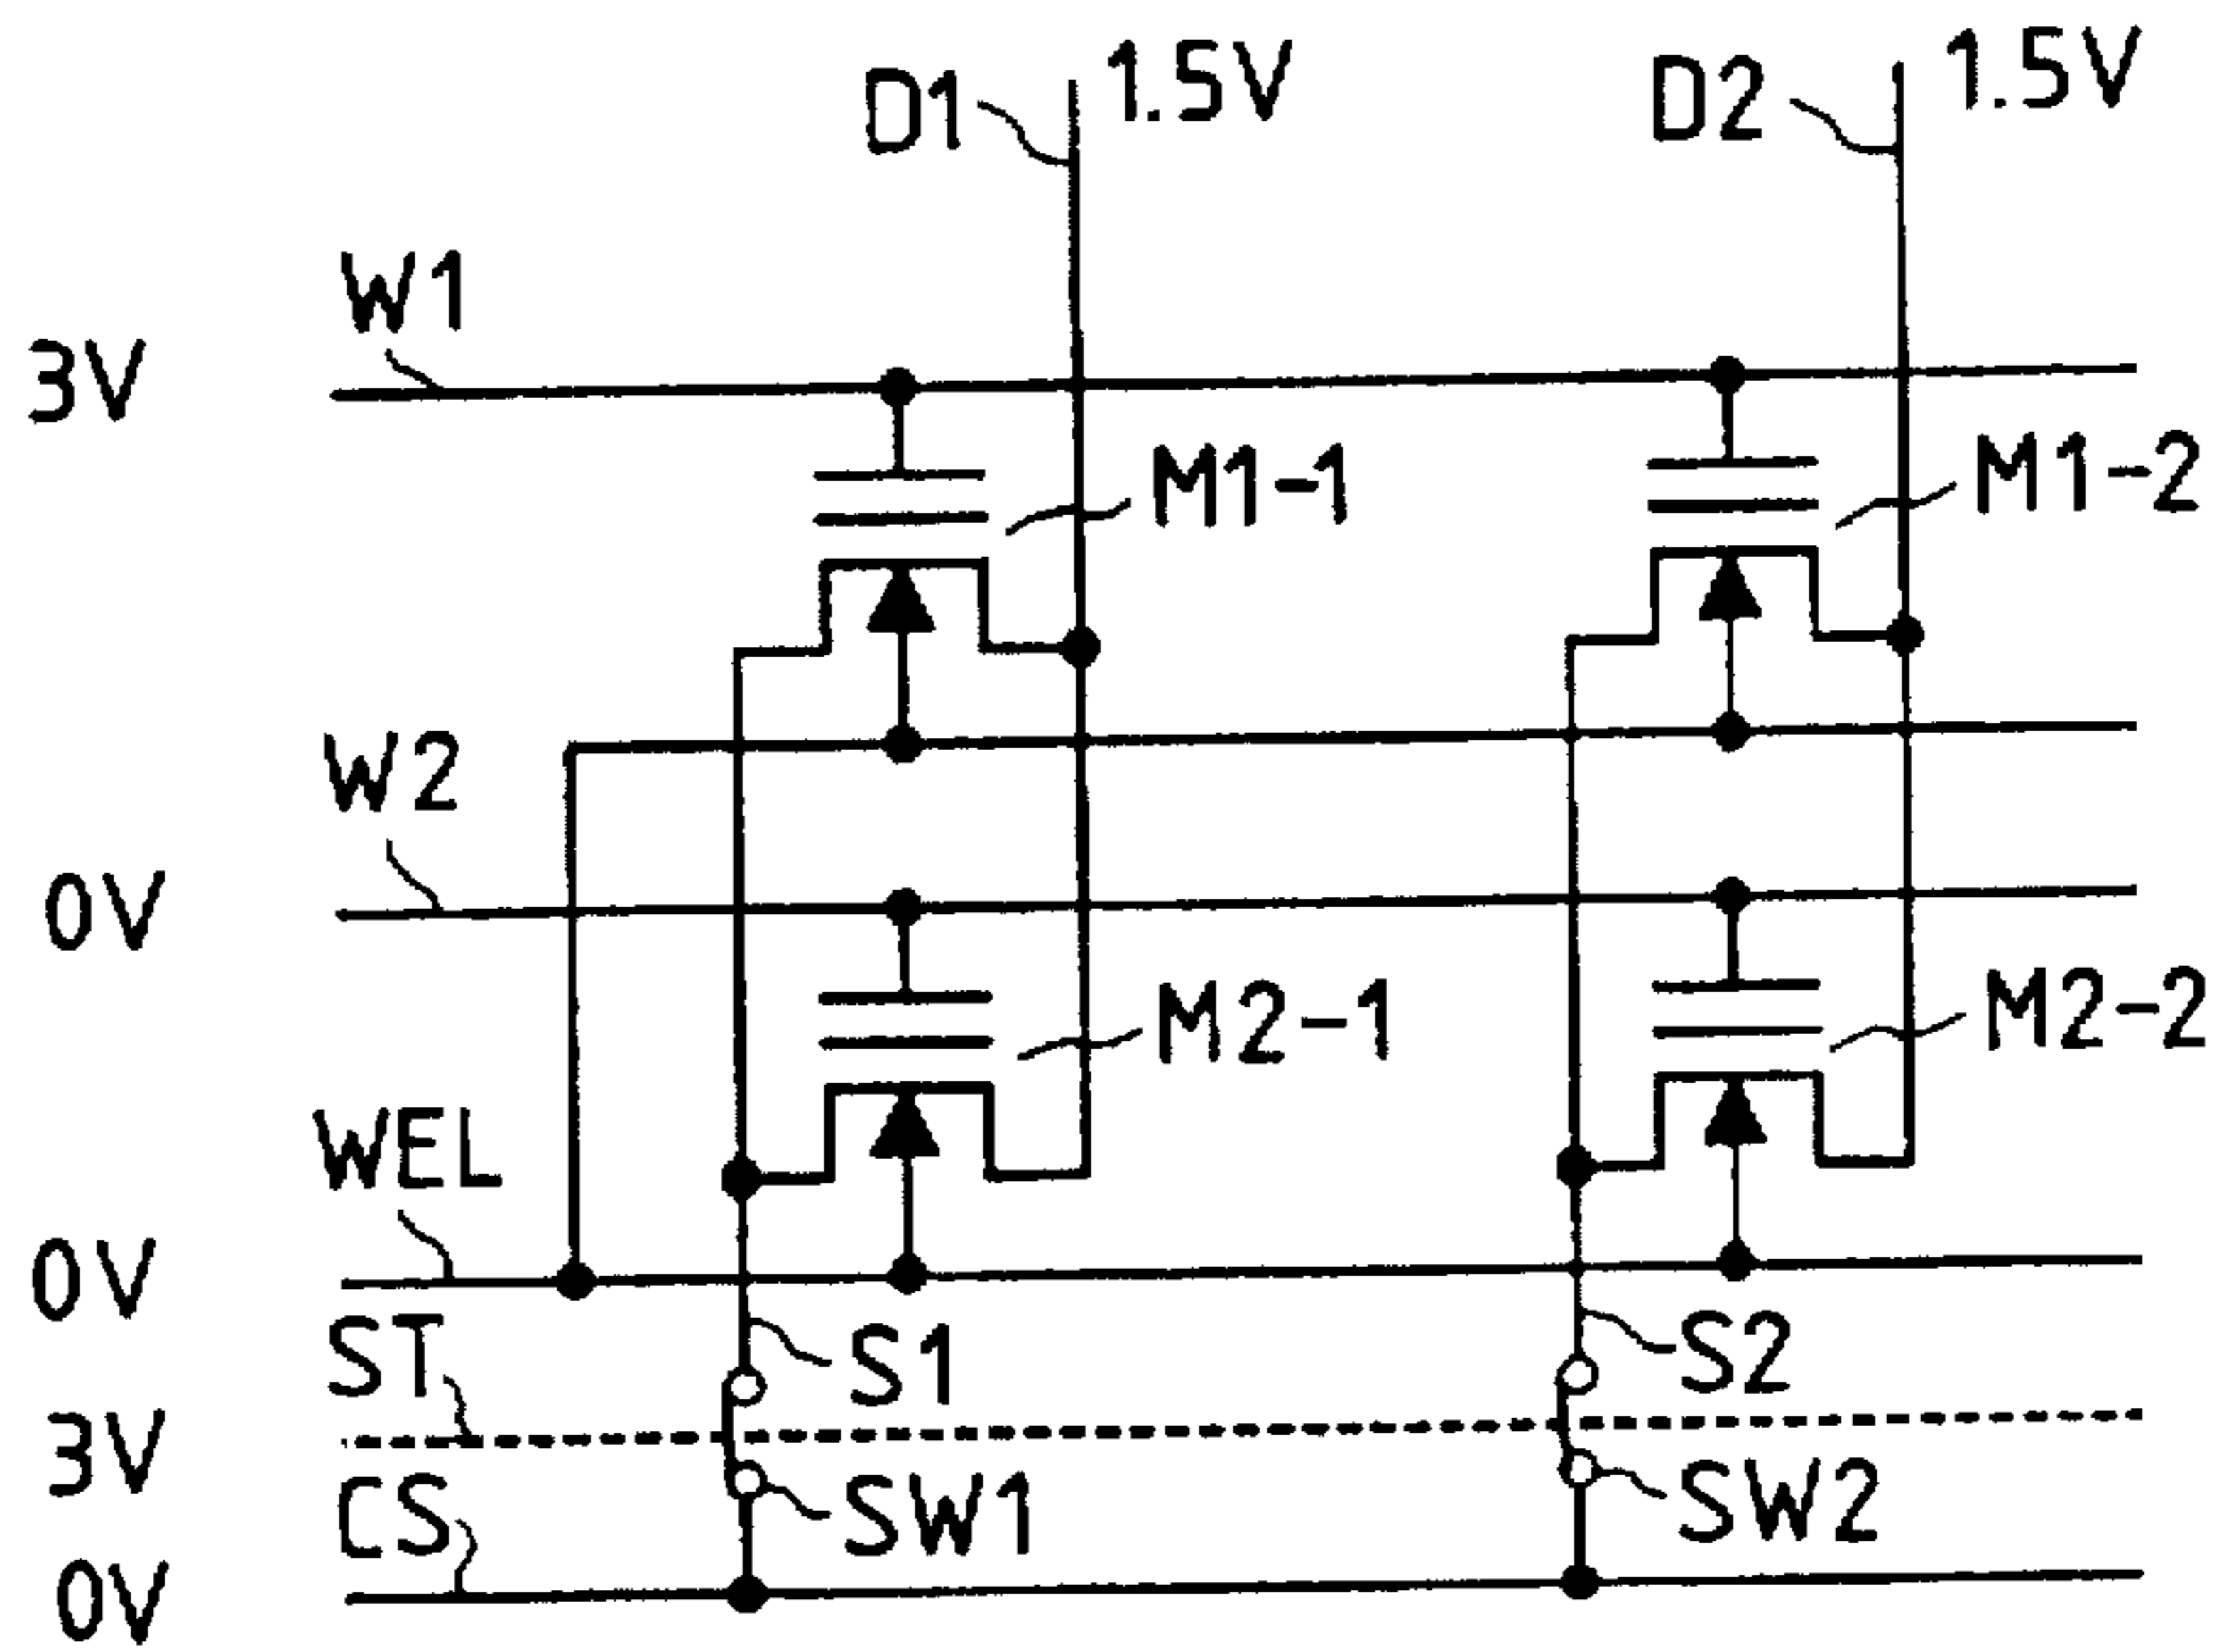 D1
1.5V
D2
1.5V
W1
3V
M1-1
M1-2
W2
0V
M2-1
M2-2
WEL
0V
ST
S1
S2
3V
CS
SW1
SW2
0V